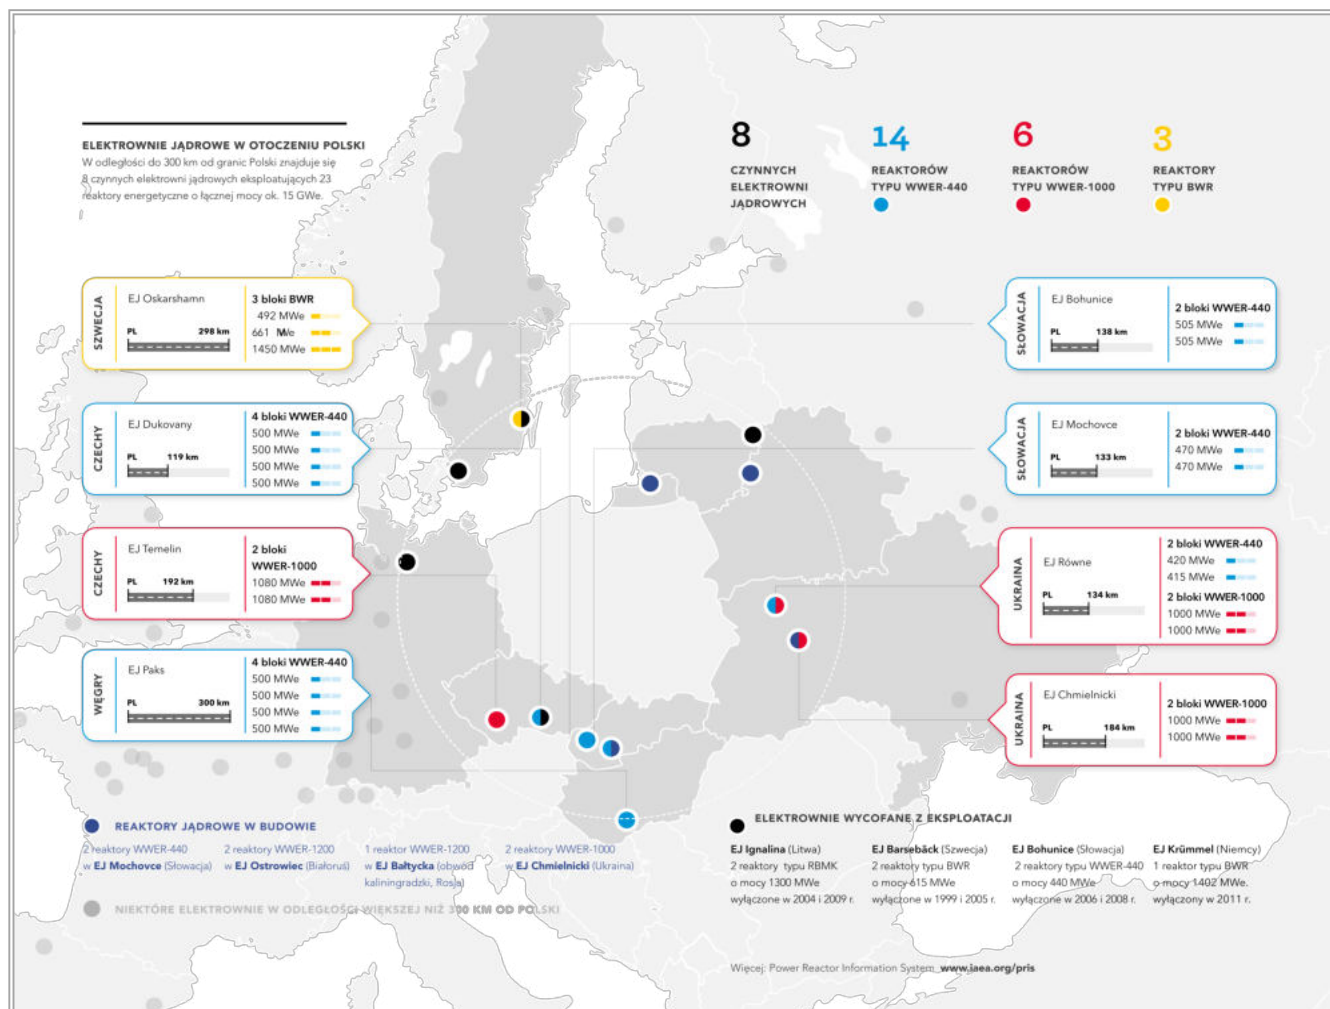 ELEKTROWNIE JĄDROWE W OTOCZENIU POLSKI
W odległości do 300 km od granic Polski znajduje się
8 czynnych elektrowni jądrowych eksploatujących 23
reaktory energetyczne o łącznej mocy ok. 15 GWe.
8
CZYNNYCH
ELEKTROWNI
JĄDROWYCH
14
REAKTORÓW
TYPU WWER-440
6
REAKTORÓW
TYPU WWER-1000
3
REAKTORY
TYPU BWR
SZWECJA
EJ Oskarshamn
PL 298 km
3 bloki BWR
492 MWe
661 MWe
1450 MWe
CZECHY
EJ Dukovany
PL 119 km
4 bloki WWER-440
500 MWe
500 MWe
500 MWe
500 MWe
CZECHY
EJ Temelin
PL 192 km
2 bloki
WWER-1000
1080 MWe
1080 MWe
WĘGRY
EJ Paks
PL 300 km
4 bloki WWER-440
500 MWe
500 MWe
500 MWe
500 MWe
SŁOWACJA
EJ Bohunice
PL 138 km
2 bloki WWER-440
505 MWe
505 MWe
SŁOWACJA
EJ Mochovce
PL 133 km
2 bloki WWER-440
470 MWe
470 MWe
UKRAINA
EJ Równe
PL 134 km
2 bloki WWER-440
420 MWe
415 MWe
2 bloki WWER-1000
1000 MWe
1000 MWe
UKRAINA
EJ Chmielnicki
PL 184 km
2 bloki WWER-1000
1000 MWe
1000 MWe
REAKTORY JĄDROWE W BUDOWIE
2 reaktory WWER-440
w EJ Mochovce (Słowacja)
2 reaktory WWER-1200
w EJ Ostrowiec (Białoruś)
1 reaktor WWER-1200
w EJ Bałtycka (obwód
kaliningradzki, Rosja)
2 reaktory WWER-1000
w EJ Chmielnicki (Ukraina)
NIEKTÓRE ELEKTROWNIE W ODLEGŁOŚCI WIĘKSZEJ NIŻ 300 KM OD POLSKI
ELEKTROWNIE WYCOFANE Z EKSPLOATACJI
EJ Ignalina (Litwa)
2 reaktory typu RBMK
o mocy 1300 MWe
wyłączone w 2004 i 2009 r.
EJ Barsebäck (Szwecja)
2 reaktory typu BWR
o mocy 615 MWe
wyłączone w 1999 i 2005 r.
EJ Bohunice (Słowacja)
2 reaktory typu WWER-440
o mocy 440 MWe
wyłączone w 2006 i 2008 r.
EJ Krümmel (Niemcy)
1 reaktor typu BWR
o mocy 1402 MWe.
wyłączony w 2011 r.
Więcej: Power Reactor Information System www.iaea.org/pris